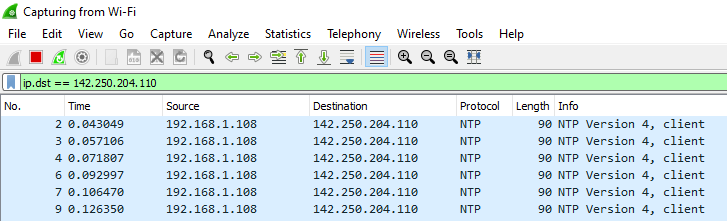 Capturing from Wi-Fi
File Edit View Go Capture Analyze Statistics Telephony Wireless Tools Help
ip.dst == 142.250.204.110
No. Time Source Destination Protocol Length Info
2 0.043049 192.168.1.108 142.250.204.110 NTP 90 NTP Version 4, client
3 0.057106 192.168.1.108 142.250.204.110 NTP 90 NTP Version 4, client
4 0.071807 192.168.1.108 142.250.204.110 NTP 90 NTP Version 4, client
6 0.092997 192.168.1.108 142.250.204.110 NTP 90 NTP Version 4, client
7 0.106470 192.168.1.108 142.250.204.110 NTP 90 NTP Version 4, client
9 0.126350 192.168.1.108 142.250.204.110 NTP 90 NTP Version 4, client